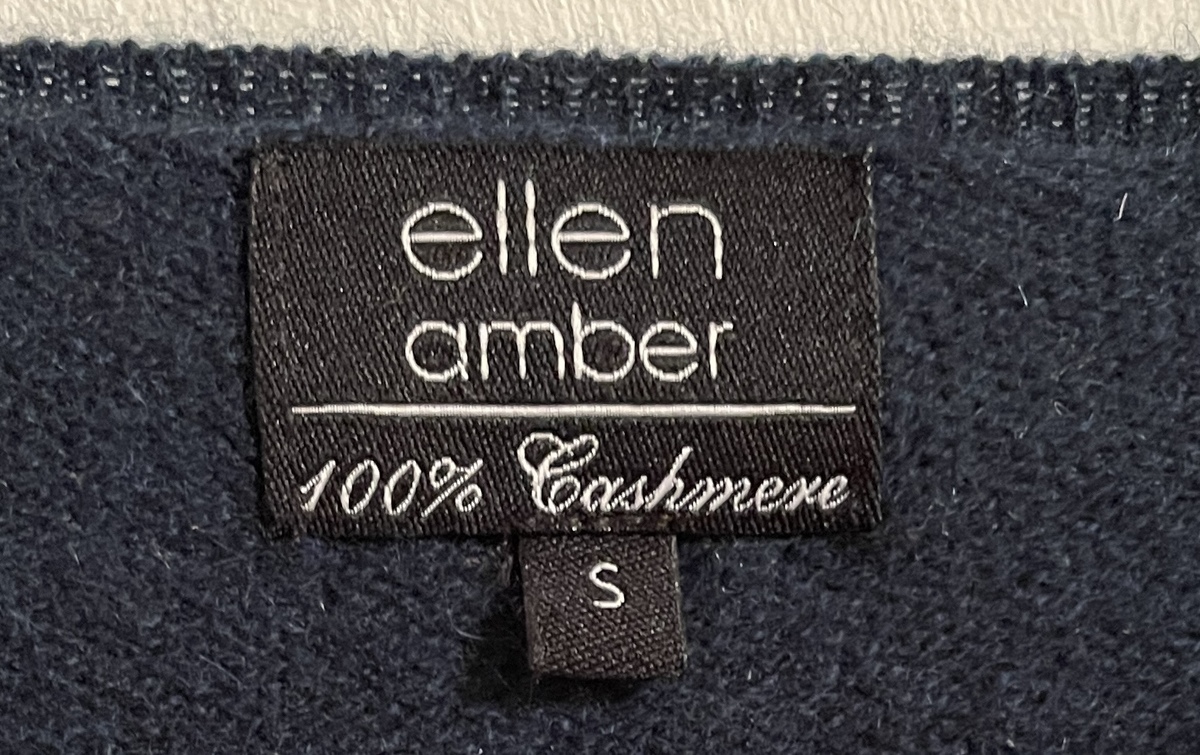 ellen
amber
100% Cashmere
S